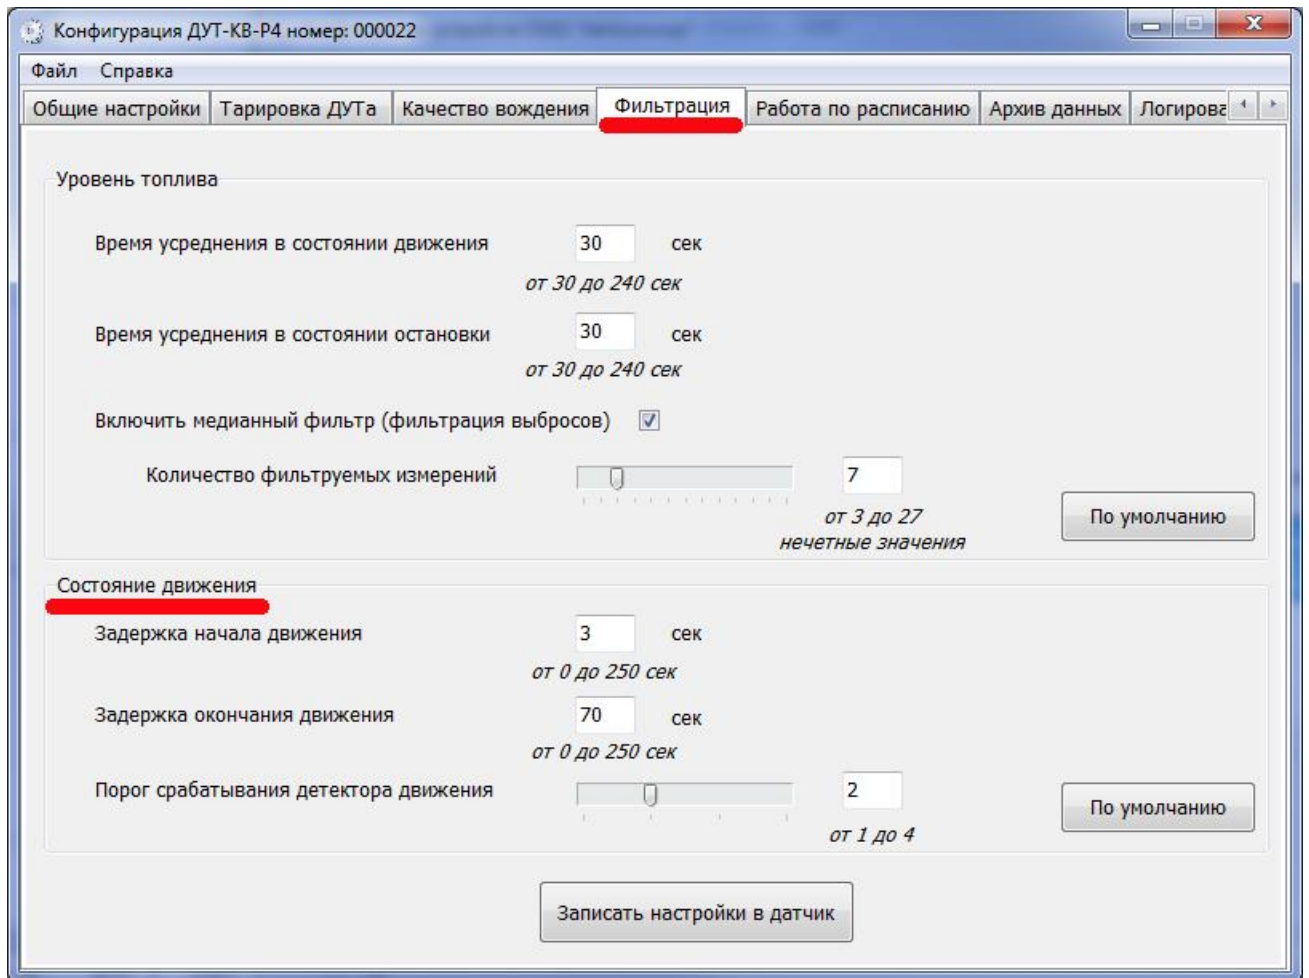 Конфигурация ДУТ-КВ-Р4 номер: 000022
Файл Справка
Общие настройки Тарировка ДУТа Качество вождения Фильтрация Работа по расписанию Архив данных Логирова
Уровень топлива
Время усреднения в состоянии движения 30 сек
от 30 до 240 сек
Время усреднения в состоянии остановки 30 сек
от 30 до 240 сек
Включить медианный фильтр (фильтрация выбросов)
Количество фильтруемых измерений 7
от 3 до 27
нечетные значения
По умолчанию
Состояние движения
Задержка начала движения 3 сек
от 0 до 250 сек
Задержка окончания движения 70 сек
от 0 до 250 сек
Порог срабатывания детектора движения 2
от 1 до 4
По умолчанию
Записать настройки в датчик